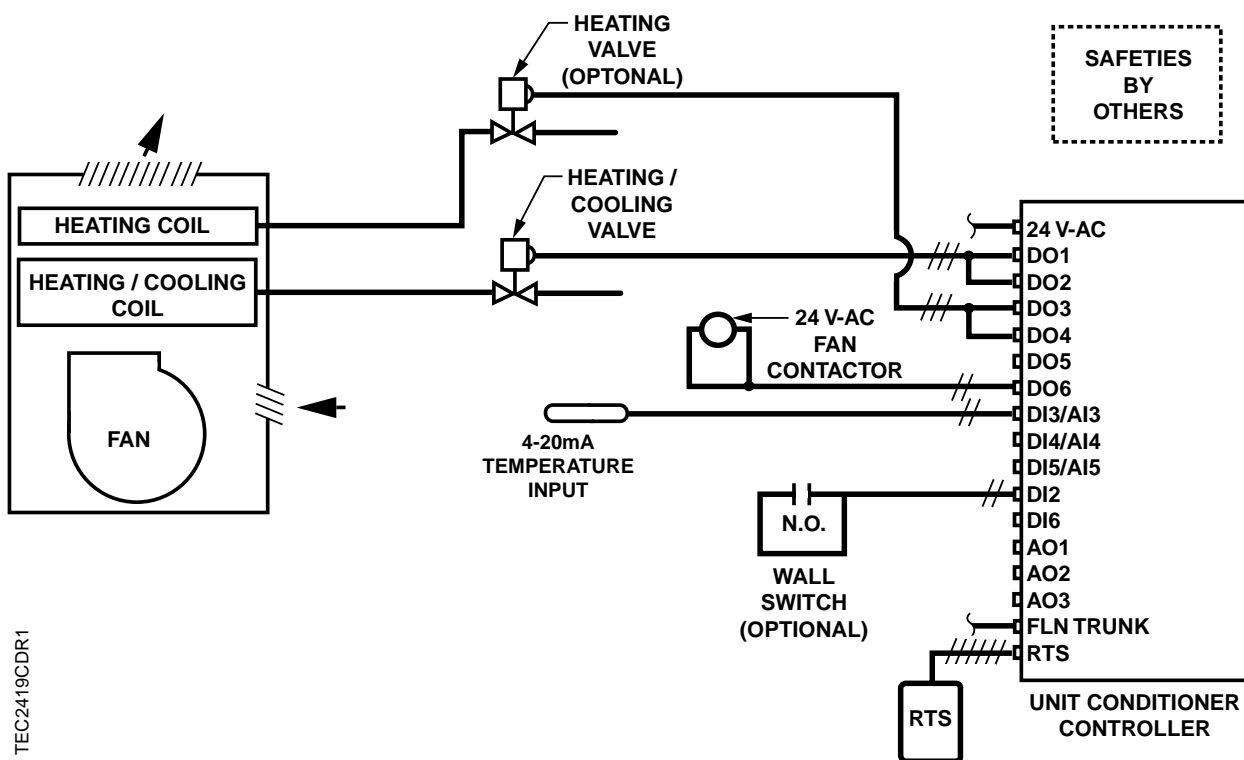 HEATING
VALVE
(OPTONAL)
SAFETIES
BY
OTHERS
HEATING /
COOLING
VALVE
HEATING COIL
HEATING / COOLING
COIL
FAN
24 V-AC
FAN
CONTACTOR
4-20mA
TEMPERATURE
INPUT
N.O.
WALL
SWITCH
(OPTIONAL)
24 V-AC
DO1
DO2
DO3
DO4
DO5
DO6
DI3/AI3
DI4/AI4
DI5/AI5
DI2
DI6
AO1
AO2
AO3
FLN TRUNK
RTS
RTS
UNIT CONDITIONER
CONTROLLER
TEC2419CDR1